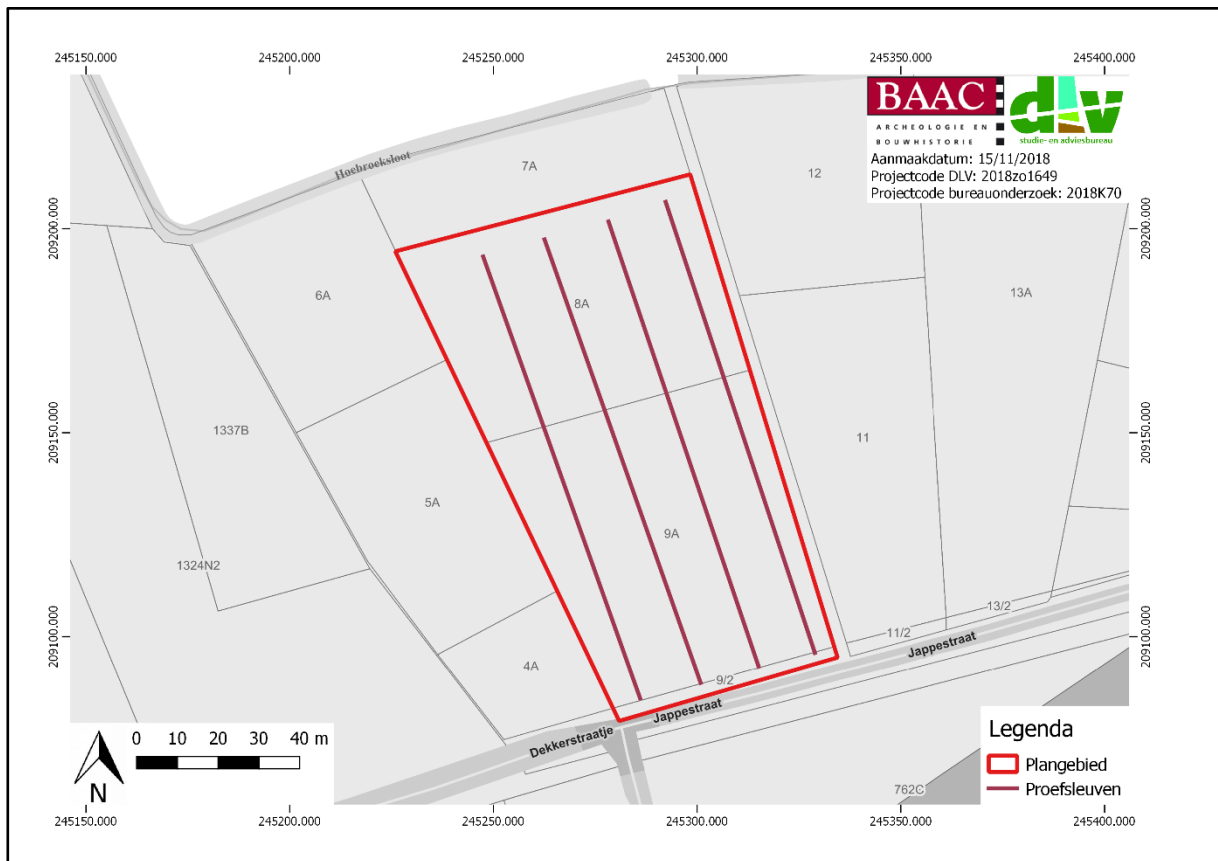 245150.000 245200.000 245250.000 245300.000 245350.000 245400.000
BAAC
ARCHEOLOGIE EN
BOUWHISTORIE
dlv
studie- en adviesbureau
Aanmaakdatum: 15/11/2018
Projectcode DLV: 2018zo1649
Projectcode bureauonderzoek: 2018K70
Hoebroeksloot
7A
12
209200.000
209200.000
6A
8A
13A
1337B
11
209150.000
209150.000
5A
9A
1324N2
209100.000
209100.000
13/2
11/2
Jappestraat
4A
9/2
Jappestraat
Dekkerstraatje
762C
0 10 20 30 40 m
N
Legenda
Plangebied
Proefsleuven
245150.000 245200.000 245250.000 245300.000 245350.000 245400.000